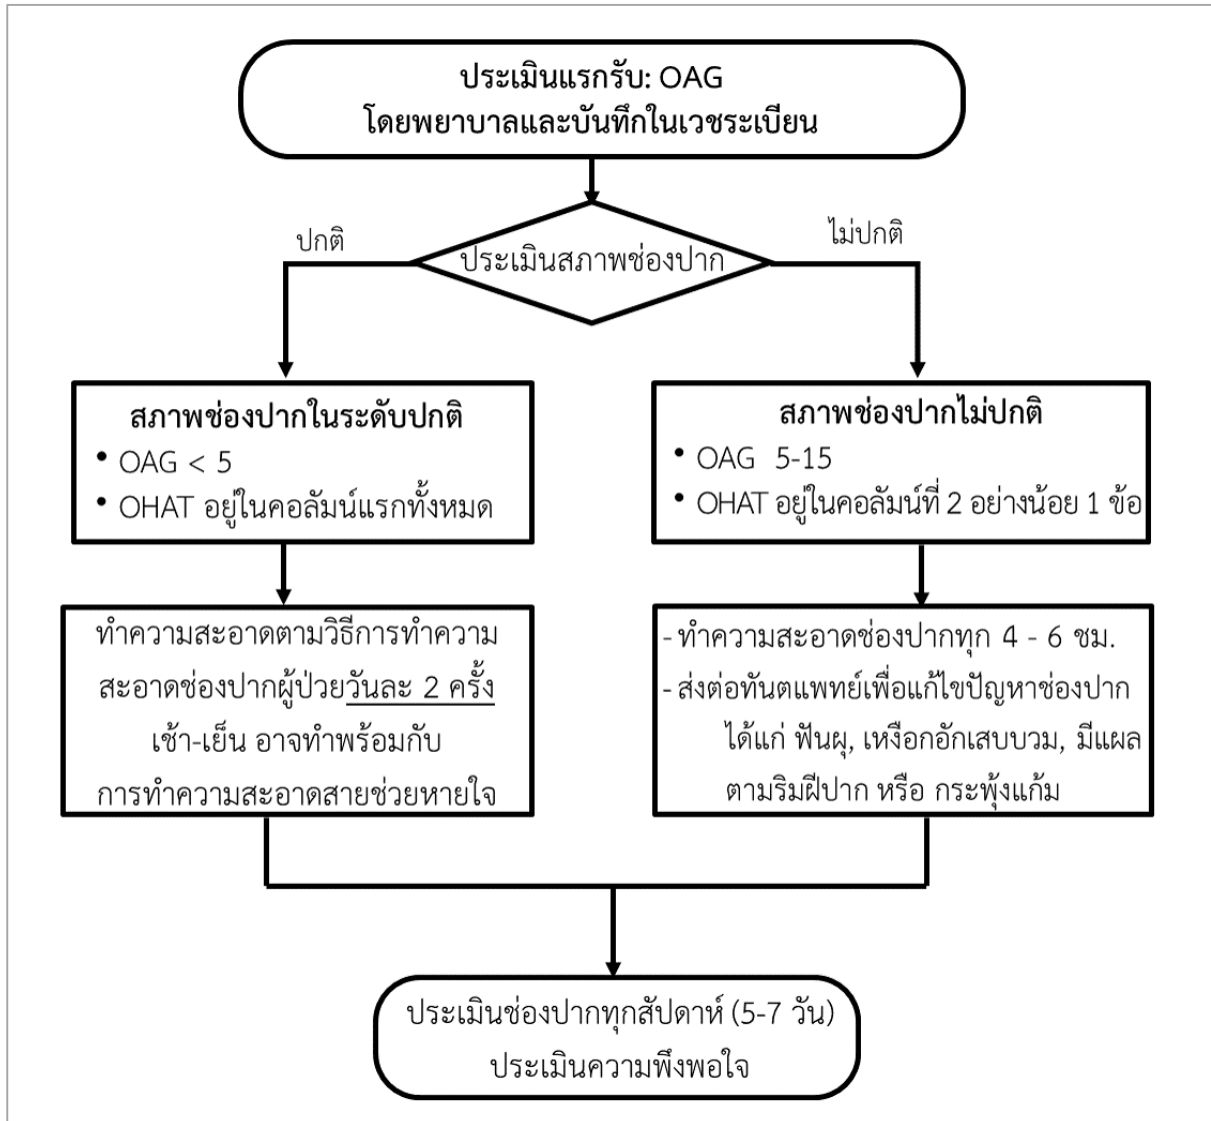 ประเมินแรกรับ: OAG
โดยพยาบาลและบันทึกในเวชระเบียน
ปกติ
ไม่ปกติ
ประเมินสภาพช่องปาก
สภาพช่องปากในระดับปกติ
• OAG < 5
• OHAT อยู่ในคอลัมน์แรกทั้งหมด
สภาพช่องปากไม่ปกติ
• OAG 5-15
• OHAT อยู่ในคอลัมน์ที่ 2 อย่างน้อย 1 ข้อ
ทำความสะอาดตามวิธีการทำความ
สะอาดช่องปากผู้ป่วยวันละ 2 ครั้ง
เช้า-เย็น อาจทำพร้อมกับ
การทำความสะอาดสายช่วยหายใจ
- ทำความสะอาดช่องปากทุก 4 - 6 ชม.
- ส่งต่อทันตแพทย์เพื่อแก้ไขปัญหาช่องปาก
ได้แก่ ฟันผุ, เหงือกอักเสบบวม, มีแผล
ตามริมฝีปาก หรือ กระพุ้งแก้ม
ประเมินช่องปากทุกสัปดาห์ (5-7 วัน)
ประเมินความพึงพอใจ